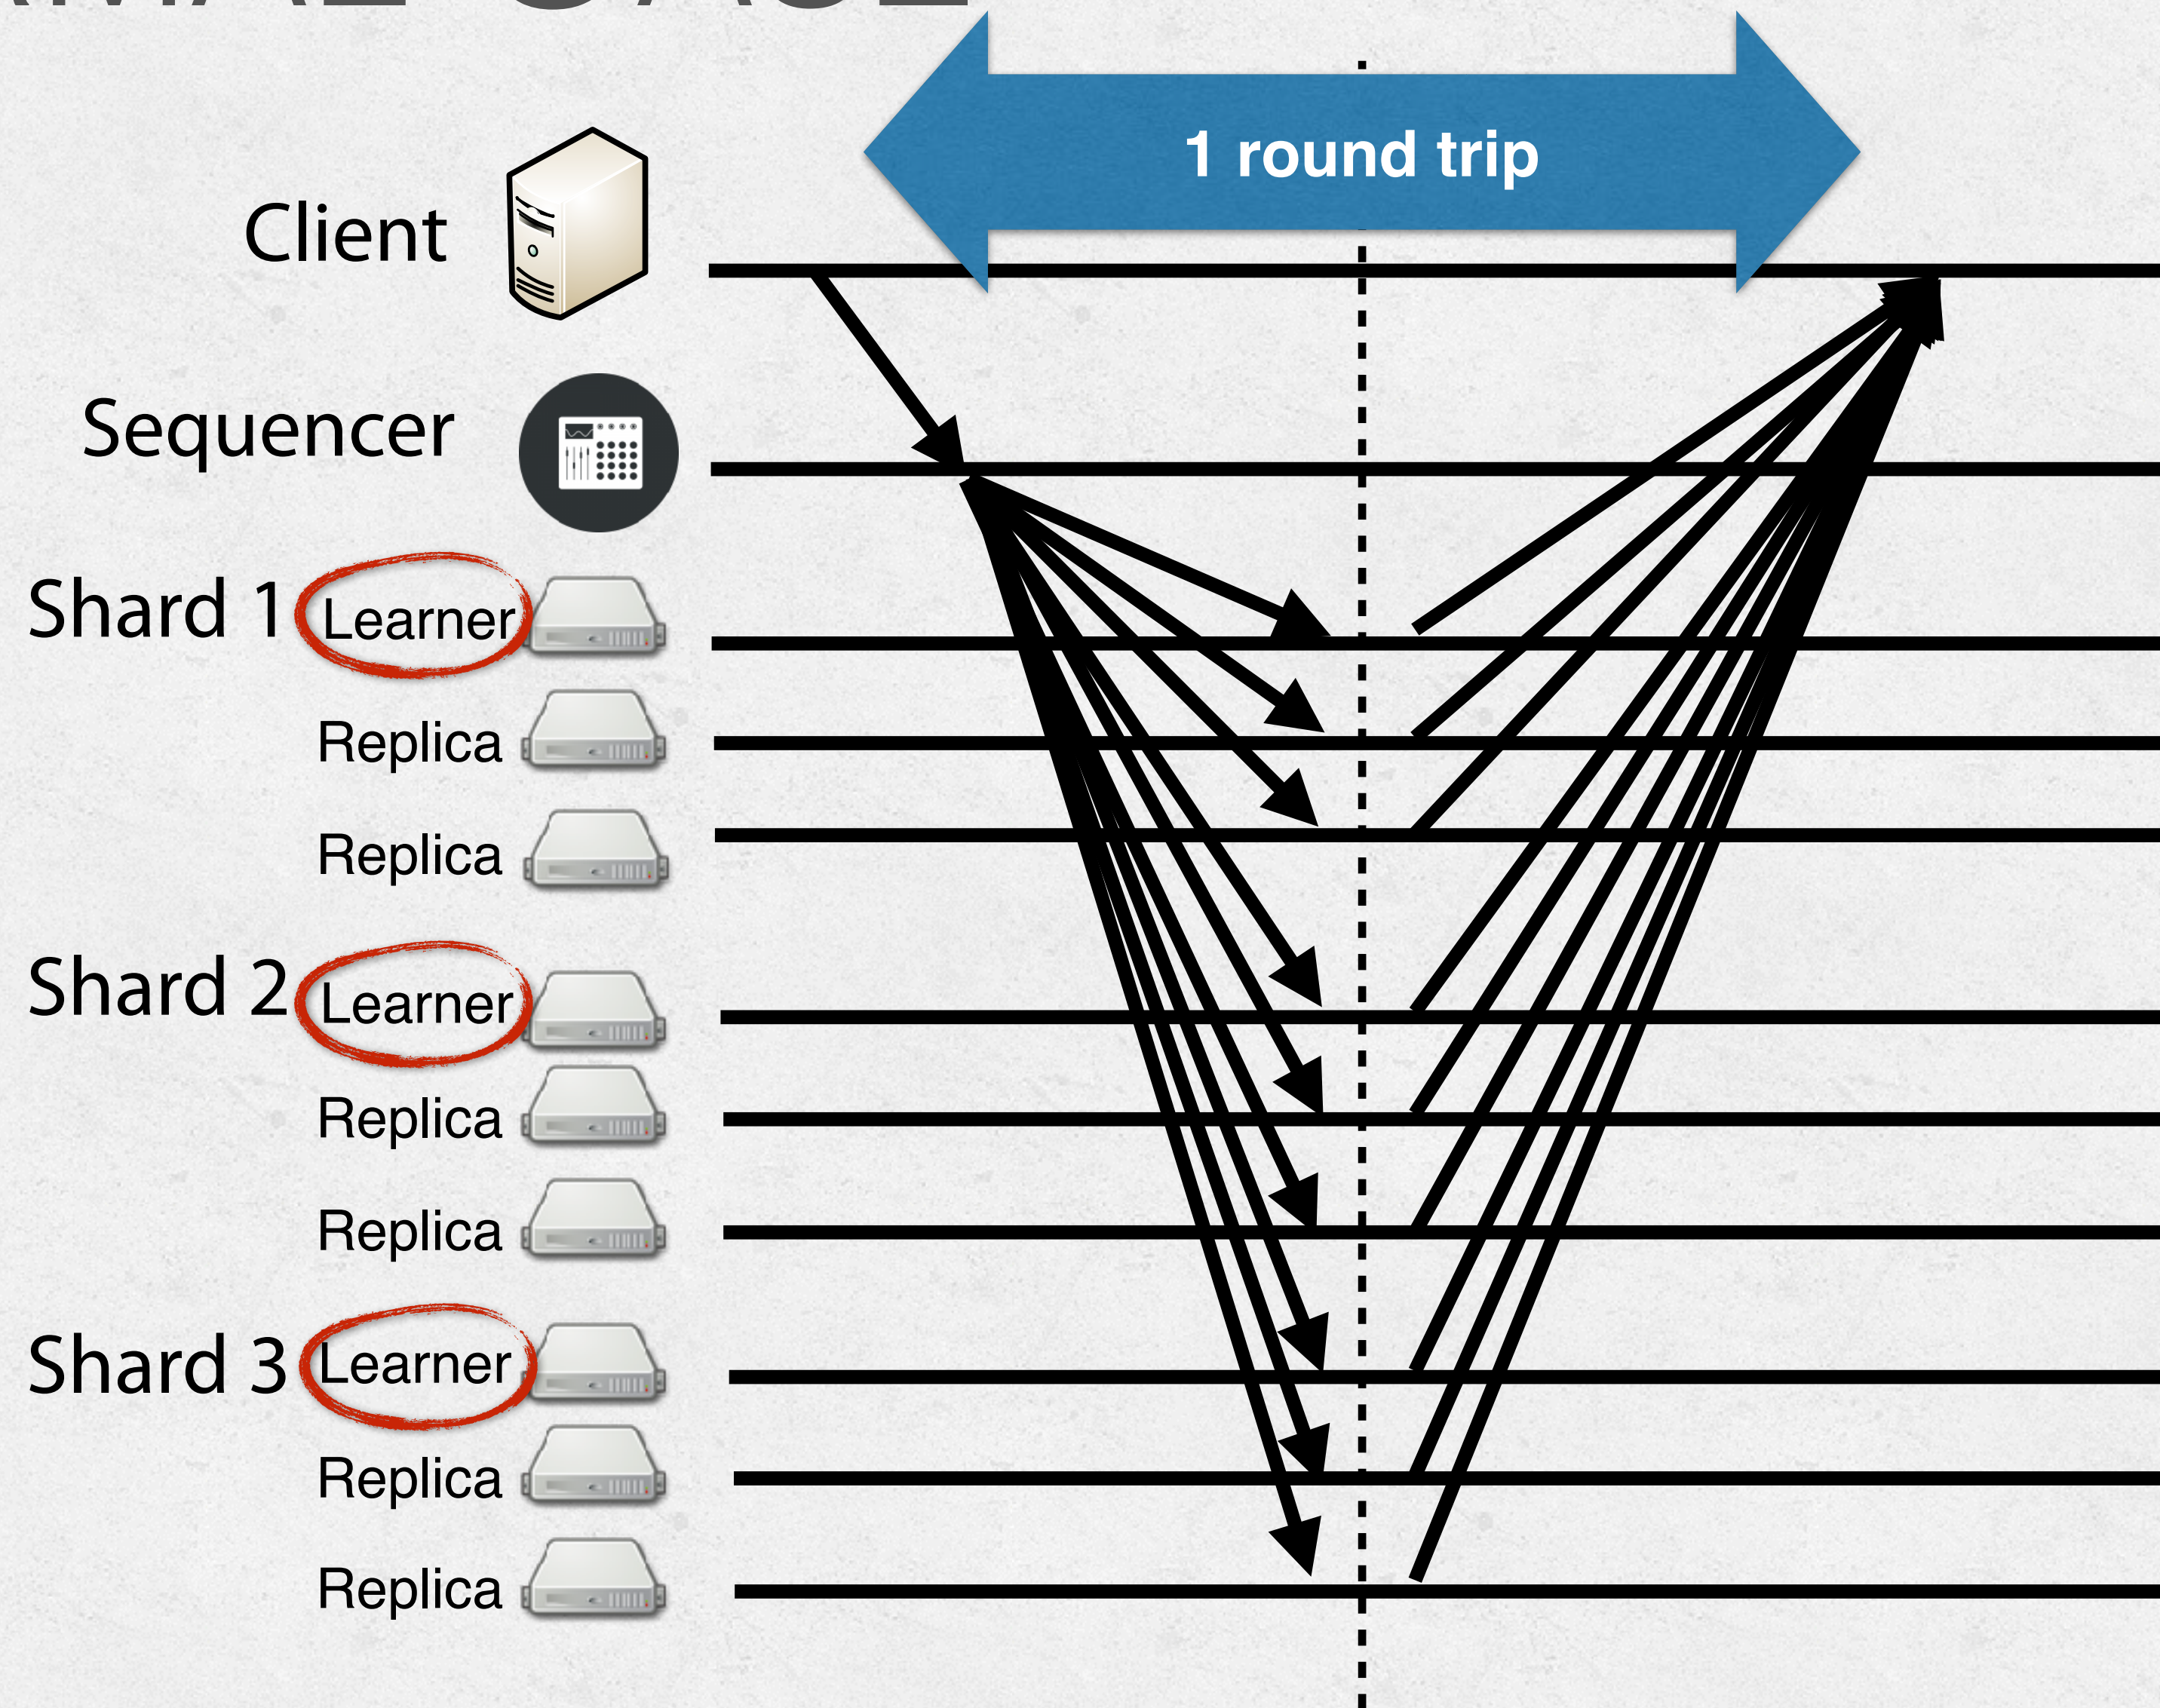 1 round trip
Client
Sequencer
Shard 1 Learner
Replica
Replica
Shard 2 Learner
Replica
Replica
Shard 3 Learner
Replica
Replica